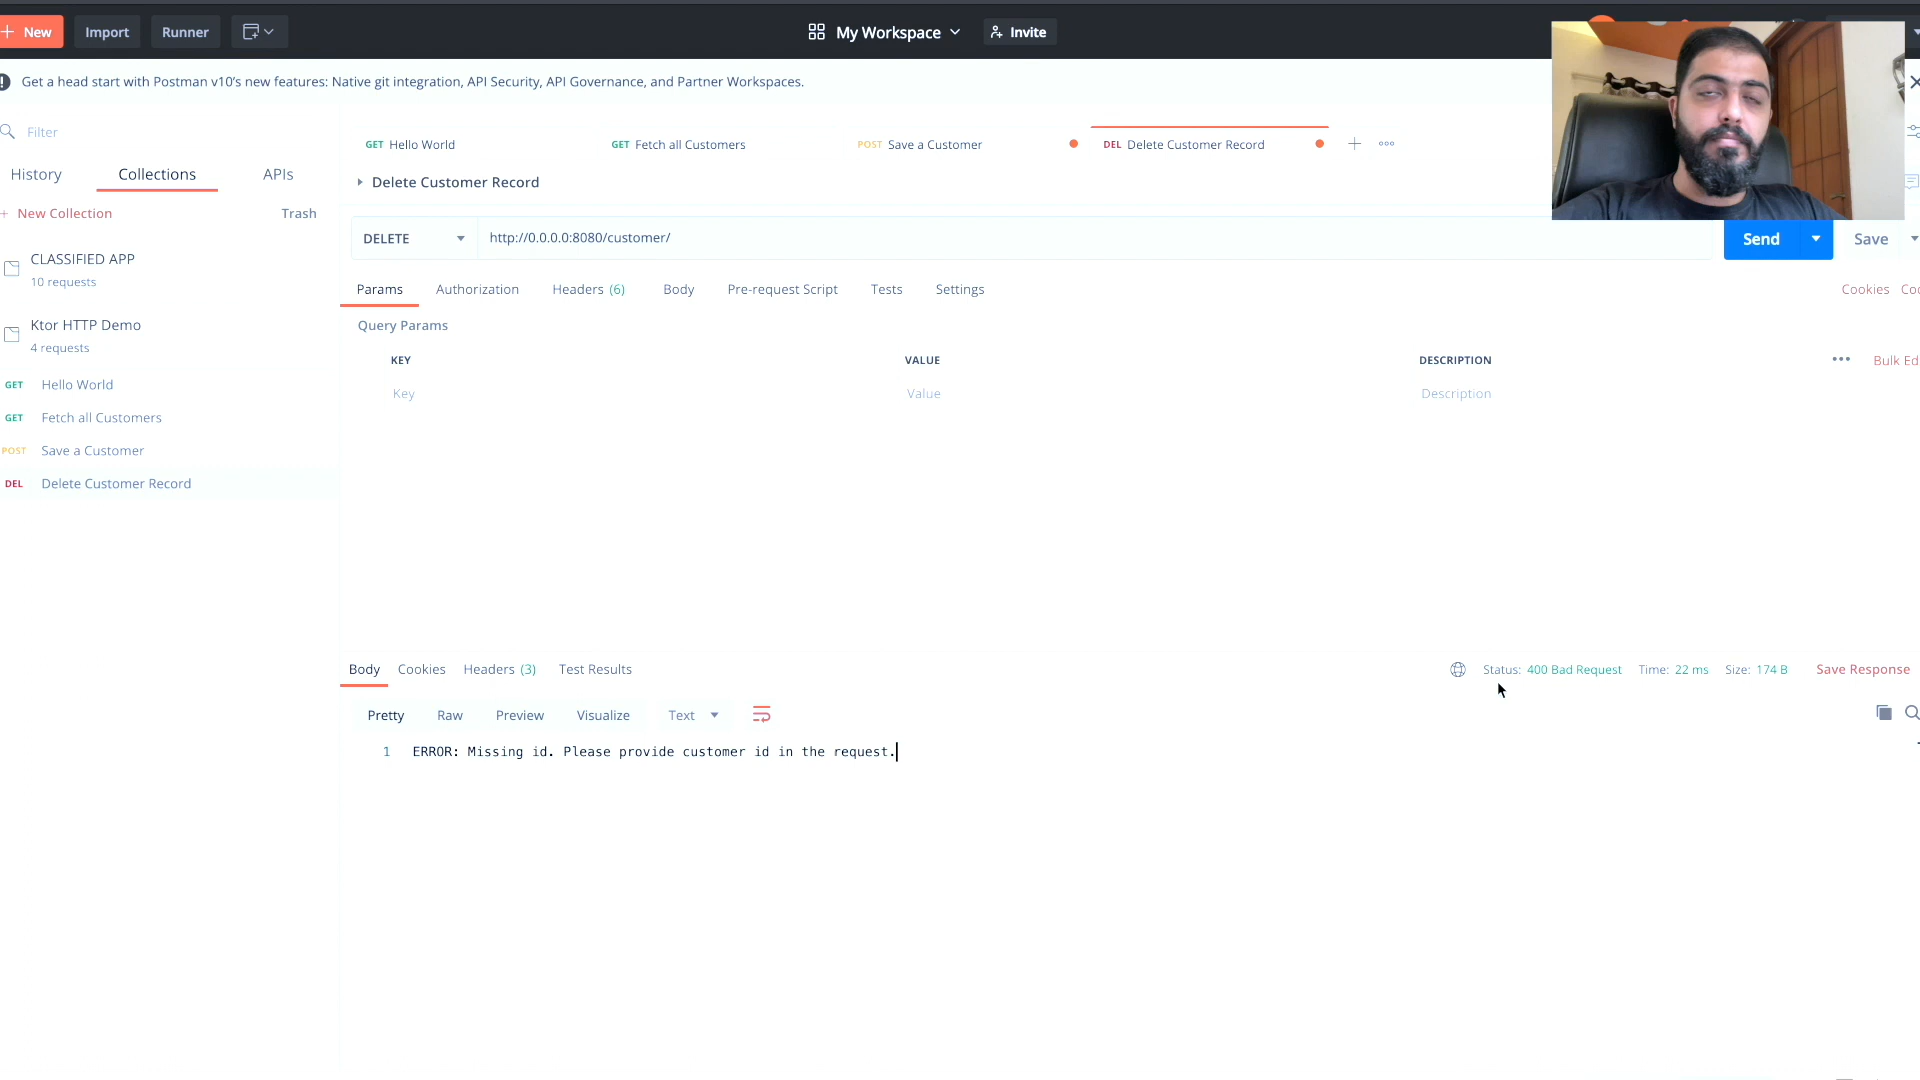 + New
Import
Runner
My Workspace
Invite
Get a head start with Postman v10's new features: Native git integration, API Security, API Governance, and Partner Workspaces.
Filter
History
Collections
APIs
+ New Collection
Trash
CLASSIFIED APP
10 requests
Ktor HTTP Demo
4 requests
GET Hello World
GET Fetch all Customers
POST Save a Customer
DEL Delete Customer Record
GET Hello World
GET Fetch all Customers
POST Save a Customer
DEL Delete Customer Record
Delete Customer Record
DELETE
http://0.0.0.0:8080/customer/
Send
Save
Params
Authorization
Headers (6)
Body
Pre-request Script
Tests
Settings
Cookies
Query Params
KEY
VALUE
DESCRIPTION
Bulk Ed
Key
Value
Description
Body
Cookies
Headers (3)
Test Results
Status: 400 Bad Request
Time: 22 ms
Size: 174 B
Save Response
Pretty
Raw
Preview
Visualize
Text
1 ERROR: Missing id. Please provide customer id in the request.